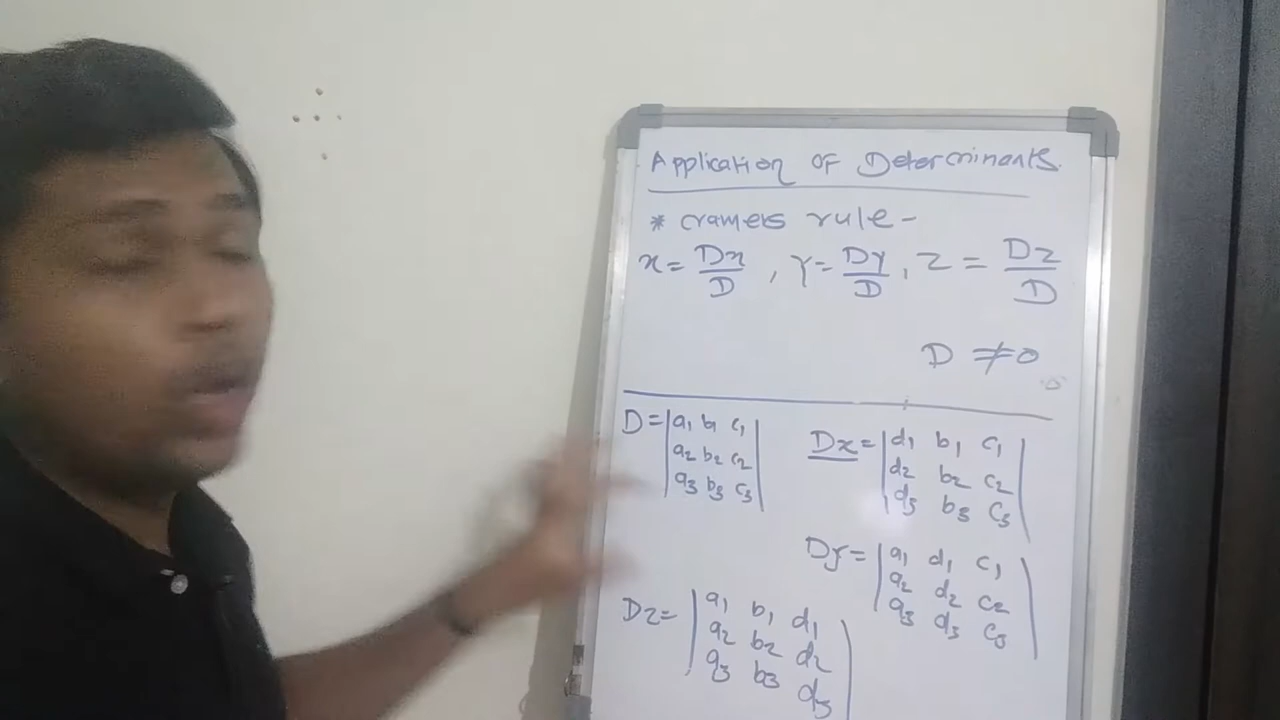 Application of Determinants.
* cramers rule -
x = Dx/D , y = Dy/D , z = Dz/D
D ≠ 0
D = |a₁ b₁ c₁|
|a₂ b₂ c₂|
|a₃ b₃ c₃|
Dx = |d₁ b₁ c₁|
|d₂ b₂ c₂|
|d₃ b₃ c₃|
Dy = |a₁ d₁ c₁|
|a₂ d₂ c₂|
|a₃ d₃ c₃|
Dz = |a₁ b₁ d₁|
|a₂ b₂ d₂|
|a₃ b₃ d₃|